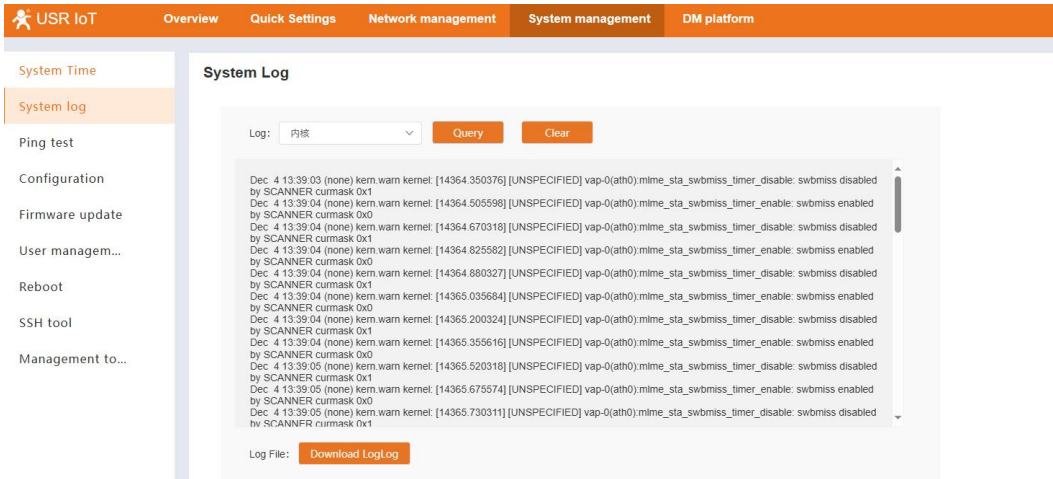 USR IoT Overview Quick Settings Network management System management DM platform
System Time
System log
Ping test
Configuration
Firmware update
User managem...
Reboot
SSH tool
Management to...
System Log
Log: 内核 Query Clear
Dec 4 13:39:03 (none) kern.warn kernel: [14364.350376] [UNSPECIFIED] vap-0(ath0):mlme_sta_swbmiss_timer_disable: swbmiss disabled
by SCANNER curmask 0x1
Dec 4 13:39:04 (none) kern.warn kernel: [14364.505598] [UNSPECIFIED] vap-0(ath0):mlme_sta_swbmiss_timer_enable: swbmiss enabled
by SCANNER curmask 0x0
Dec 4 13:39:04 (none) kern.warn kernel: [14364.670318] [UNSPECIFIED] vap-0(ath0):mlme_sta_swbmiss_timer_disable: swbmiss disabled
by SCANNER curmask 0x1
Dec 4 13:39:04 (none) kern.warn kernel: [14364.825582] [UNSPECIFIED] vap-0(ath0):mlme_sta_swbmiss_timer_enable: swbmiss enabled
by SCANNER curmask 0x0
Dec 4 13:39:04 (none) kern.warn kernel: [14364.880327] [UNSPECIFIED] vap-0(ath0):mlme_sta_swbmiss_timer_disable: swbmiss disabled
by SCANNER curmask 0x1
Dec 4 13:39:04 (none) kern.warn kernel: [14365.035684] [UNSPECIFIED] vap-0(ath0):mlme_sta_swbmiss_timer_enable: swbmiss enabled
by SCANNER curmask 0x0
Dec 4 13:39:04 (none) kern.warn kernel: [14365.200324] [UNSPECIFIED] vap-0(ath0):mlme_sta_swbmiss_timer_disable: swbmiss disabled
by SCANNER curmask 0x1
Dec 4 13:39:04 (none) kern.warn kernel: [14365.355616] [UNSPECIFIED] vap-0(ath0):mlme_sta_swbmiss_timer_enable: swbmiss enabled
by SCANNER curmask 0x0
Dec 4 13:39:05 (none) kern.warn kernel: [14365.520318] [UNSPECIFIED] vap-0(ath0):mlme_sta_swbmiss_timer_disable: swbmiss disabled
by SCANNER curmask 0x1
Dec 4 13:39:05 (none) kern.warn kernel: [14365.675574] [UNSPECIFIED] vap-0(ath0):mlme_sta_swbmiss_timer_enable: swbmiss enabled
by SCANNER curmask 0x0
Dec 4 13:39:05 (none) kern.warn kernel: [14365.730311] [UNSPECIFIED] vap-0(ath0):mlme_sta_swbmiss_timer_disable: swbmiss disabled
by SCANNER curmask 0x1
Log File: Download LogLog